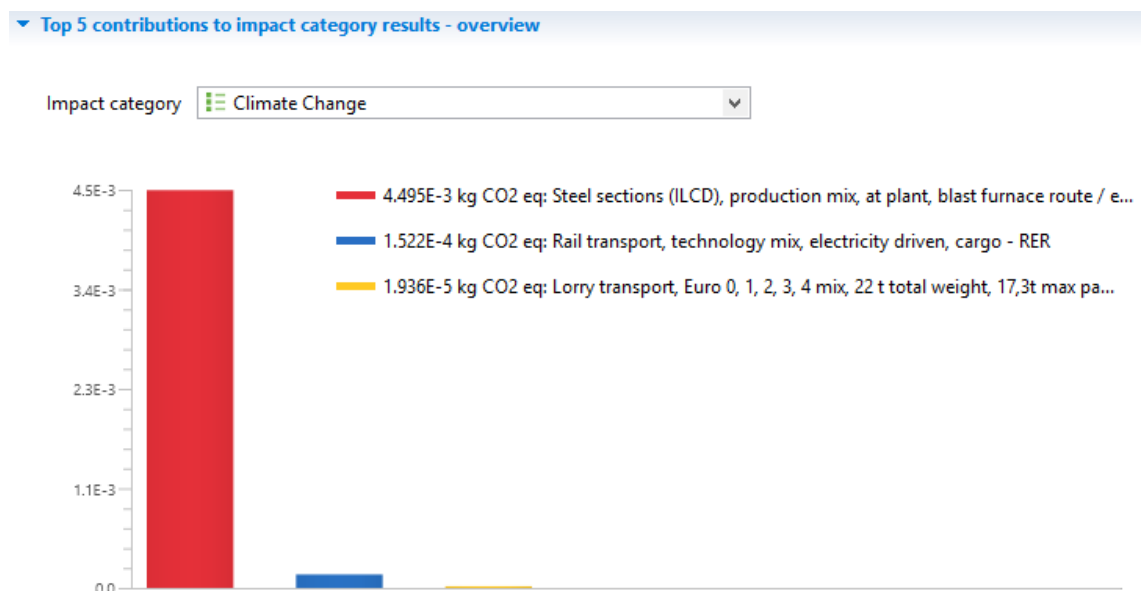 Top 5 contributions to impact category results - overview
Impact category Climate Change
4.5E-3
4.495E-3 kg CO2 eq: Steel sections (ILCD), production mix, at plant, blast furnace route / e...
1.522E-4 kg CO2 eq: Rail transport, technology mix, electricity driven, cargo - RER
3.4E-3
1.936E-5 kg CO2 eq: Lorry transport, Euro 0, 1, 2, 3, 4 mix, 22 t total weight, 17,3t max pa...
2.3E-3
1.1E-3
0.0